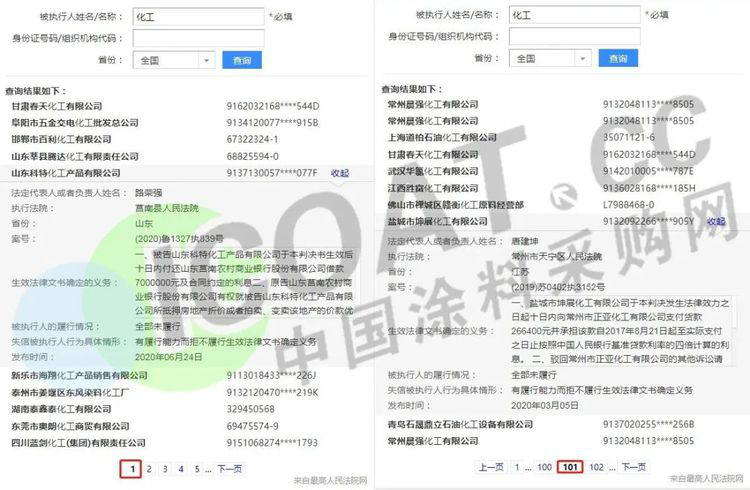 被执行人姓名/名称：
化工
*必填
身份证号码/组织机构代码：
省份：
全国
查询
查询结果如下：
甘肃春天化工有限公司 9162032168****544D
阜阳市五金交电化工批发总公司 9134120077****915B
邯郸市百利化工有限公司 67322324-1
山东莘县腾达化工有限责任公司 68825594-0
山东科特化工产品有限公司 9137130057****077F 收起
法定代表人或者负责人姓名： 路荣强
执行法院： 莒南县人民法院
省份： 山东
案号： (2020)鲁1327执839号
生效法律文书确定的义务：
一、被告山东科特化工产品有限公司于本判决书生效后
十日内付还山东莒南农村商业银行股份有限公司借款
7000000元及合同约定的利息二、原告山东莒南农村商
业银行股份有限公司有权就被告山东科特化工产品有限
公司所抵押房地产折价或者拍卖、变卖该地产的价款优
被执行人的履行情况： 全部未履行
失信被执行人行为具体情形： 有履行能力而拒不履行生效法律文书确定义务
发布时间： 2020年06月24日
新乐市海翔化工产品销售有限公司 9113018433****226J
泰州市姜堰区东风染料化工厂 9132120470****219K
湖南泰鑫泰化工有限公司 329450568
东莞市奥朗化工商贸有限公司 69475574-9
四川蓝剑化工(集团)有限责任公司 9151068274****1793
1 2 3 4 5 ... 下一页
来自最高人民法院网
被执行人姓名/名称：
化工
*必填
身份证号码/组织机构代码：
省份：
全国
查询
查询结果如下：
常州晨强化工有限公司 9132048113****8505
常州晨强化工有限公司 9132048113****8505
上海道柏石油化工有限公司 35071121-6
甘肃春天化工有限公司 9162032168****544D
武汉华氯化工有限公司 9142010005****787E
江西胜富化工有限公司 9136028168****185H
佛山市禅城区赣衡化工原料经营部 L7988468-0
盐城市坤展化工有限公司 9132092266****905Y 收起
法定代表人或者负责人姓名： 唐建坤
执行法院： 常州市天宁区人民法院
省份： 江苏
案号： (2019)苏0402执3152号
生效法律文书确定的义务：
一、盐城市坤展化工有限公司于本判决发生法律效力之
日起十日内向常州市正亚化工有限公司支付货款
266400元并承担该款自2017年8月21日起至实际支付
之日止按照中国人民银行基准贷款利率的四倍计算的利
息。 二、驳回常州市正亚化工有限公司的其他诉讼请
被执行人的履行情况： 全部未履行
失信被执行人行为具体情形： 有履行能力而拒不履行生效法律文书确定义务
发布时间： 2020年03月05日
青岛石晟鼎立石油化工设备有限公司 9137020255****256B
常州晨强化工有限公司 9132048113****8505
上一页 1 ... 100 101 102 ... 下一页
来自最高人民法院网
COAT.CC
中国涂料采购网